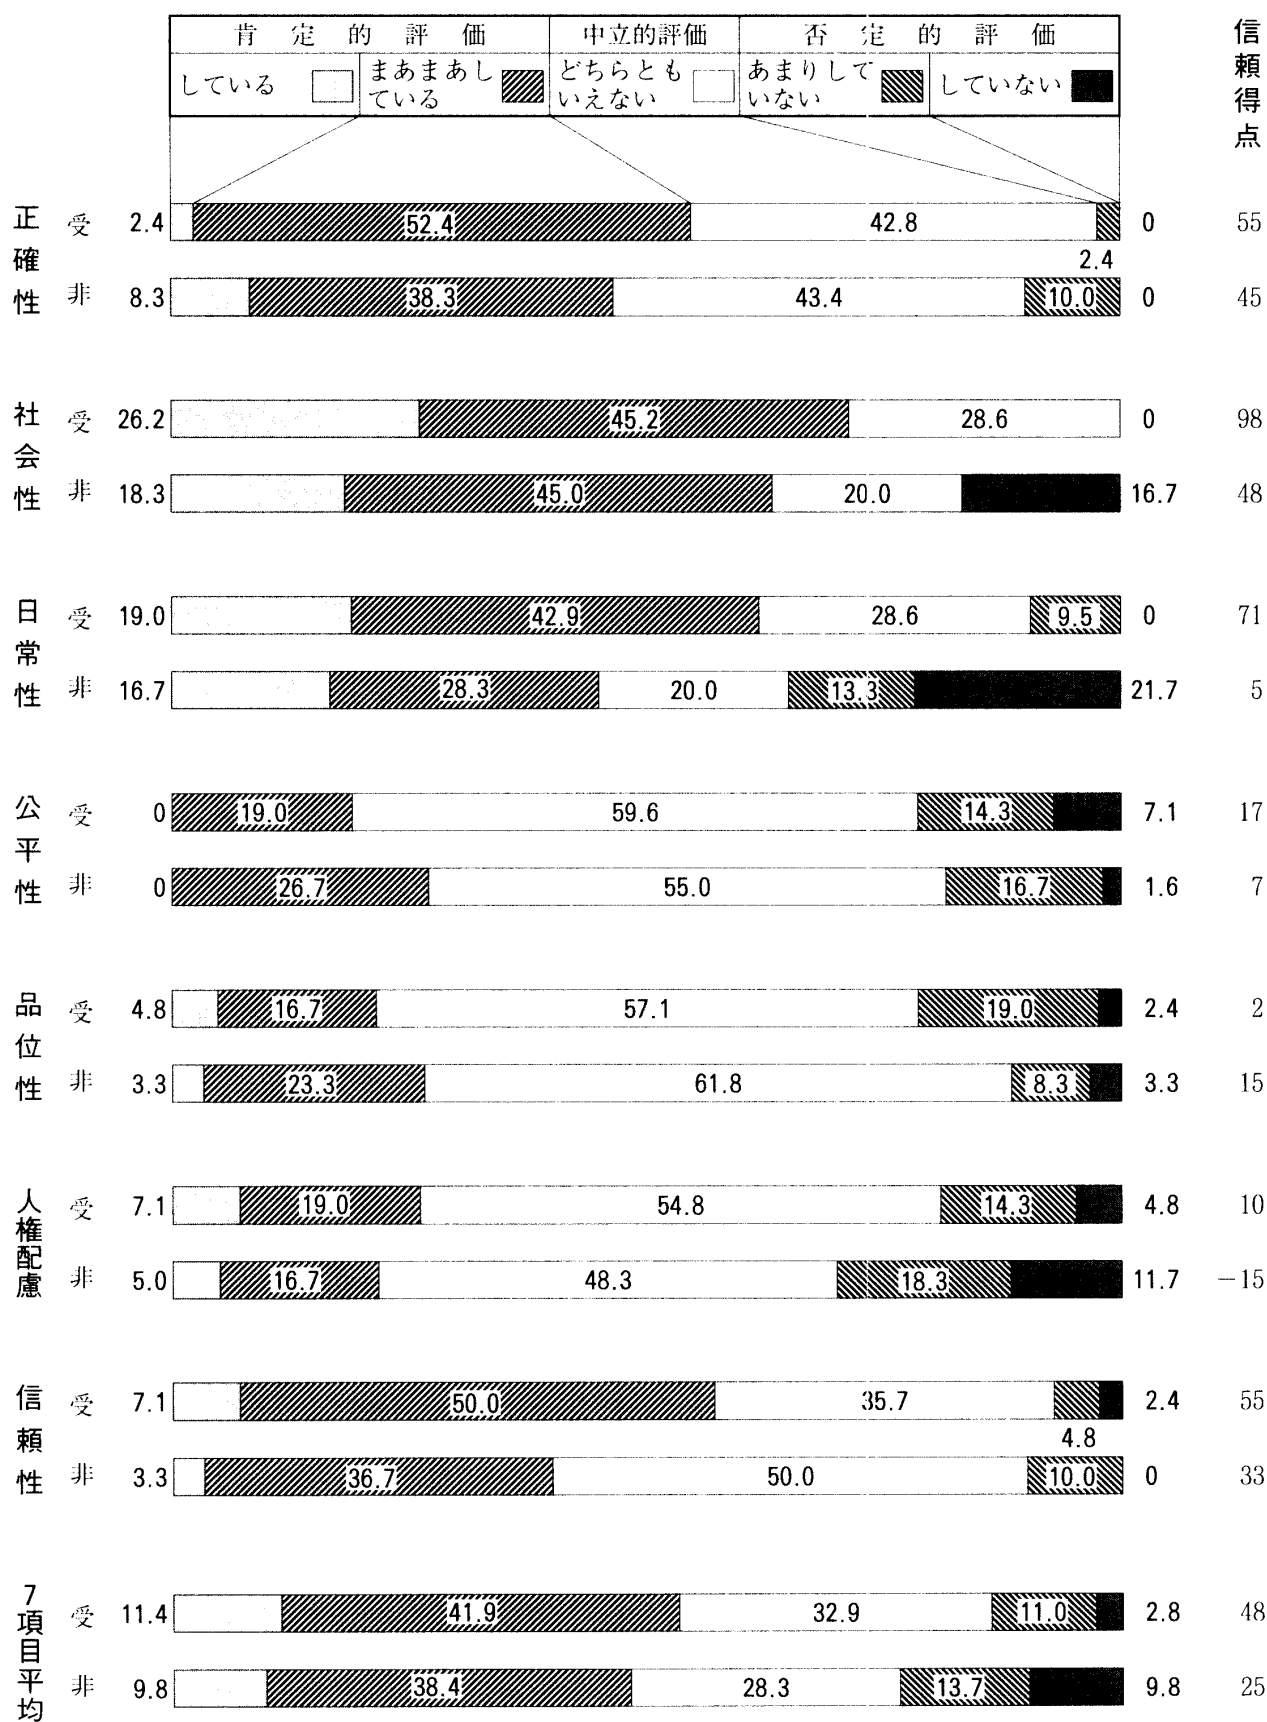 肯定的評価 中立的評価 否定的評価 信頼得点
している まあまあしている どちらともいえない あまりしていない していない
正確性
受 2.4 52.4 42.8 0 55
2.4
非 8.3 38.3 43.4 10.0 0 45
社会性
受 26.2 45.2 28.6 0 98
非 18.3 45.0 20.0 16.7 48
日常性
受 19.0 42.9 28.6 9.5 0 71
非 16.7 28.3 20.0 13.3 21.7 5
公平性
受 0 19.0 59.6 14.3 7.1 17
非 0 26.7 55.0 16.7 1.6 7
品位性
受 4.8 16.7 57.1 19.0 2.4 2
非 3.3 23.3 61.8 8.3 3.3 15
人権配慮
受 7.1 19.0 54.8 14.3 4.8 10
非 5.0 16.7 48.3 18.3 11.7 −15
信頼性
受 7.1 50.0 35.7 2.4 55
4.8
非 3.3 36.7 50.0 10.0 0 33
7項目平均
受 11.4 41.9 32.9 11.0 2.8 48
非 9.8 38.4 28.3 13.7 9.8 25